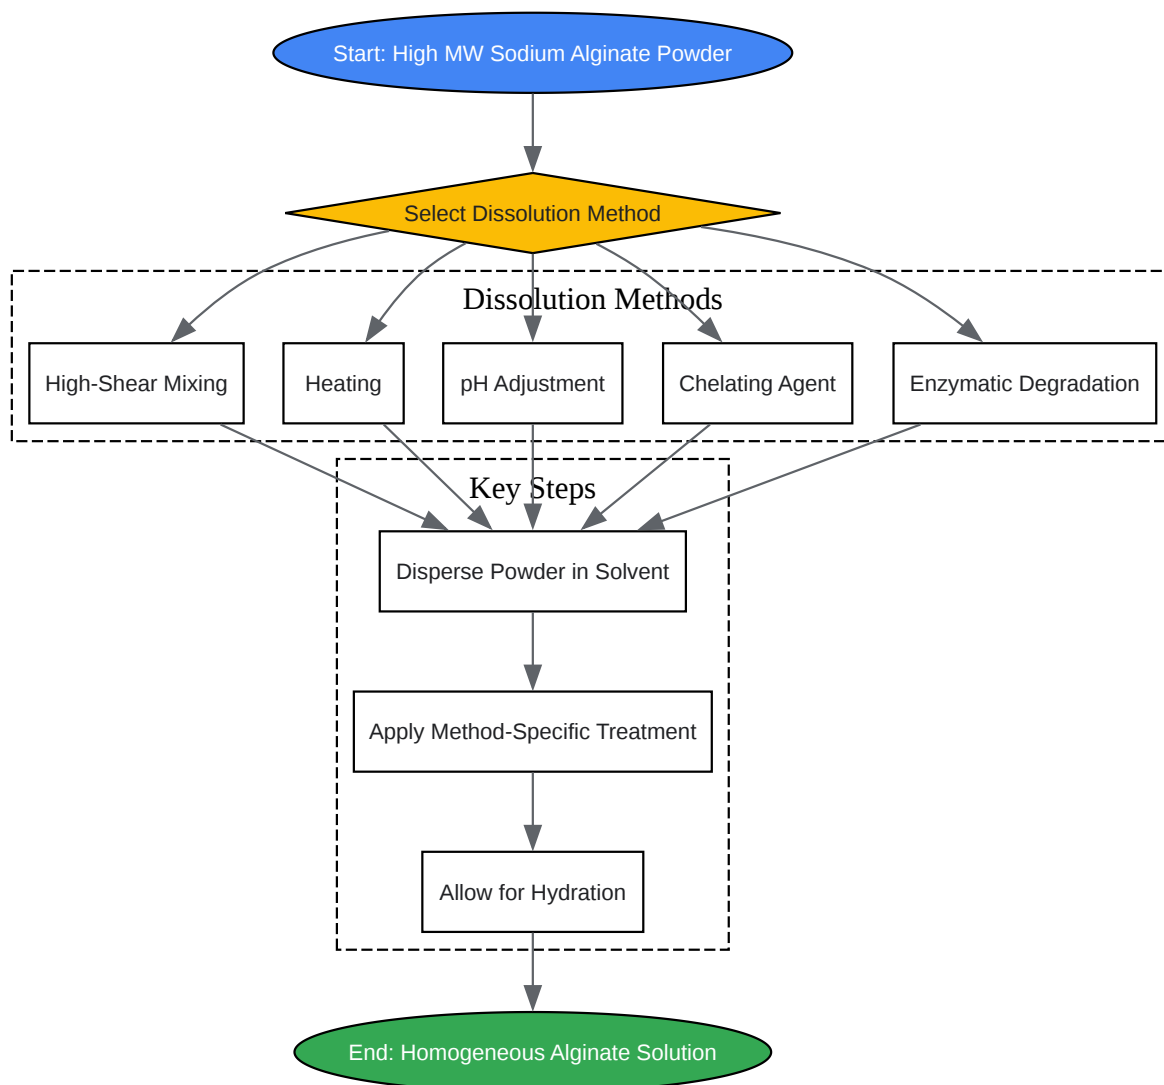 Start: High MW Sodium Alginate Powder
Select Dissolution Method
Dissolution Methods
High-Shear Mixing
Heating
pH Adjustment
Chelating Agent
Enzymatic Degradation
Key Steps
Disperse Powder in Solvent
Apply Method-Specific Treatment
Allow for Hydration
End: Homogeneous Alginate Solution